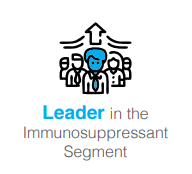 Leader in the
Immunosuppressant
Segment